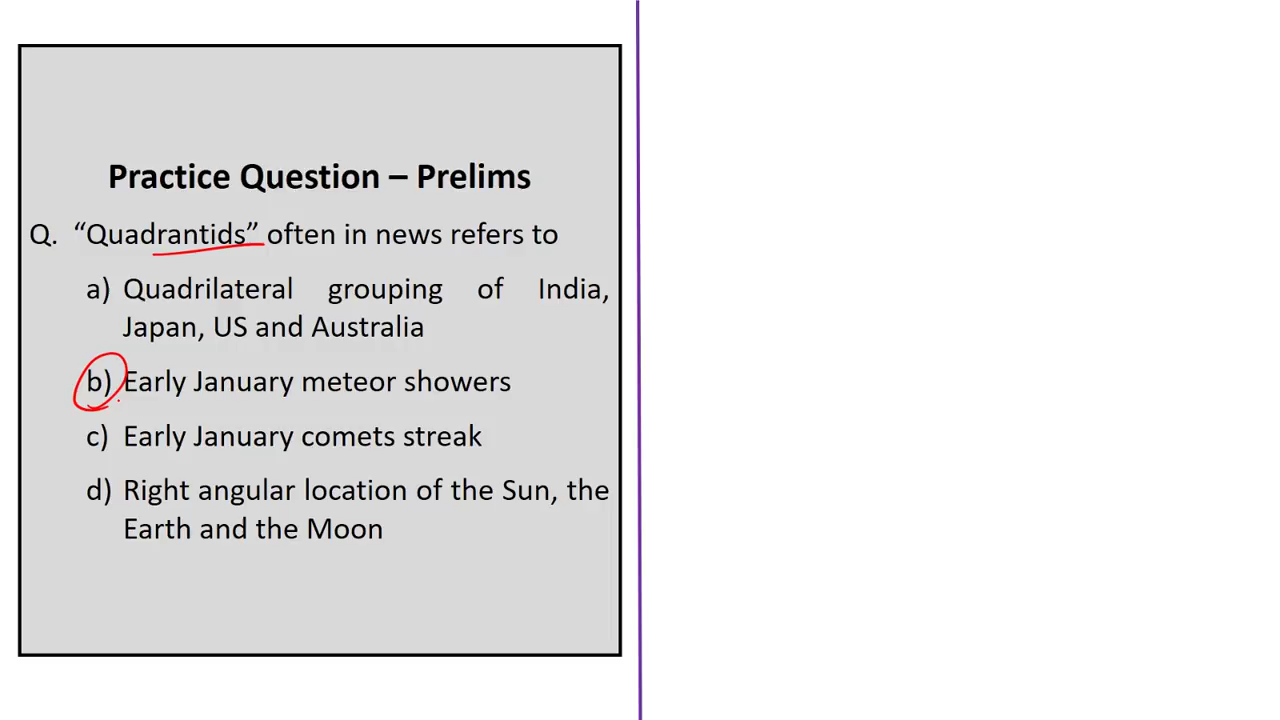 Practice Question – Prelims
Q. “Quadrantids” often in news refers to
a) Quadrilateral grouping of India,
Japan, US and Australia
b) Early January meteor showers
c) Early January comets streak
d) Right angular location of the Sun, the
Earth and the Moon